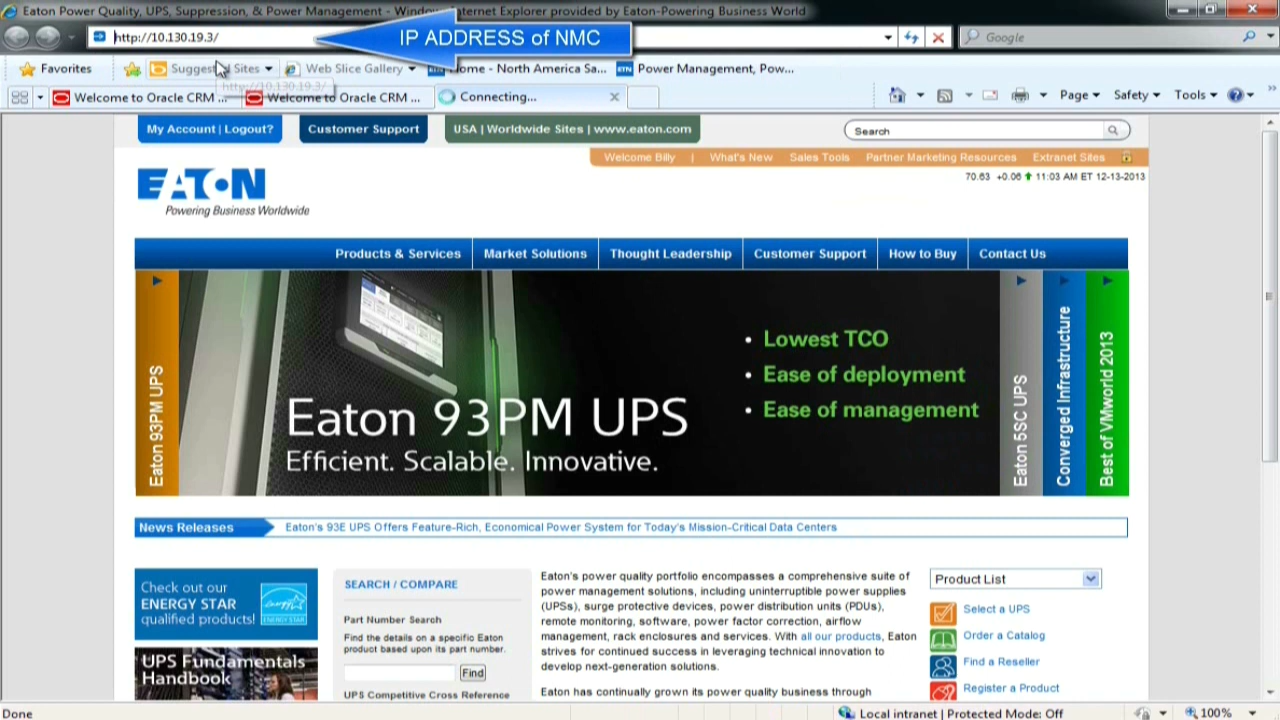 Eaton Power Quality, UPS, Suppression, & Power Management - Windows Internet Explorer provided by Eaton-Powering Business World
http://10.130.19.3/
IP ADDRESS of NMC
Google
Favorites
Suggested Sites
Web Slice Gallery
Home - North America Sa...
Power Management, Pow...
http://10.130.19.3/
Welcome to Oracle CRM ...
Welcome to Oracle CRM ...
Connecting...
Page
Safety
Tools
My Account | Logout?
Customer Support
USA | Worldwide Sites | www.eaton.com
Search
Welcome Billy | What's New Sales Tools Partner Marketing Resources Extranet Sites
70.63 +0.06 11:03 AM ET 12-13-2013
EATON
Powering Business Worldwide
Products & Services
Market Solutions
Thought Leadership
Customer Support
How to Buy
Contact Us
Eaton 93PM UPS
Eaton 93PM UPS
Efficient. Scalable. Innovative.
• Lowest TCO
• Ease of deployment
• Ease of management
Eaton 5SC UPS
Converged Infrastructure
Best of VMworld 2013
News Releases
Eaton's 93E UPS Offers Feature-Rich, Economical Power System for Today's Mission-Critical Data Centers
Check out our
ENERGY STAR
qualified products!
ENERGY STAR
UPS Fundamentals
Handbook
SEARCH / COMPARE
Part Number Search
Find the details on a specific Eaton
product based upon its part number.
Find
UPS Competitive Cross Reference
Eaton's power quality portfolio encompasses a comprehensive suite of
power management solutions, including uninterruptible power supplies
(UPSs), surge protective devices, power distribution units (PDUs),
remote monitoring, software, power factor correction, airflow
management, rack enclosures and services. With all our products, Eaton
strives for continued success in leveraging technical innovation to
develop next-generation solutions.
Eaton has continually grown its power quality business through
Product List
Select a UPS
Order a Catalog
Find a Reseller
Register a Product
Done
Local intranet | Protected Mode: Off
100%